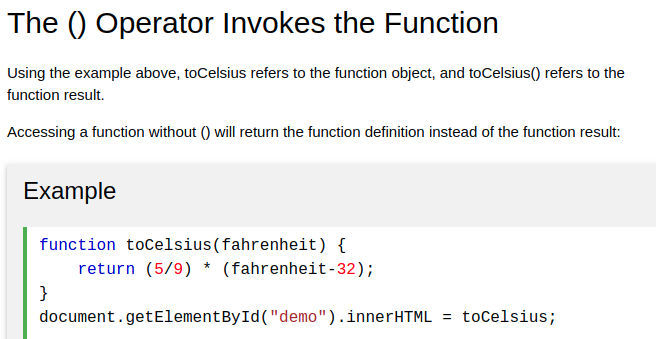 The () Operator Invokes the Function
Using the example above, toCelsius refers to the function object, and toCelsius() refers to the
function result.
Accessing a function without () will return the function definition instead of the function result:
Example
function toCelsius(fahrenheit) {
    return (5/9) * (fahrenheit-32);
}
document.getElementById("demo").innerHTML = toCelsius;